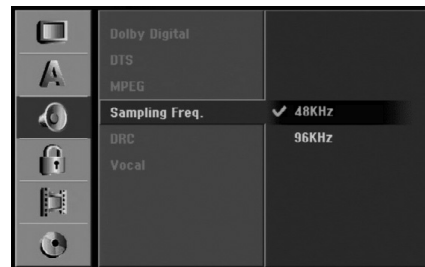 A
Dolby Digital
DTS
MPEG
Sampling Freq.
✔ 48KHz
96KHz
DRC
Vocal